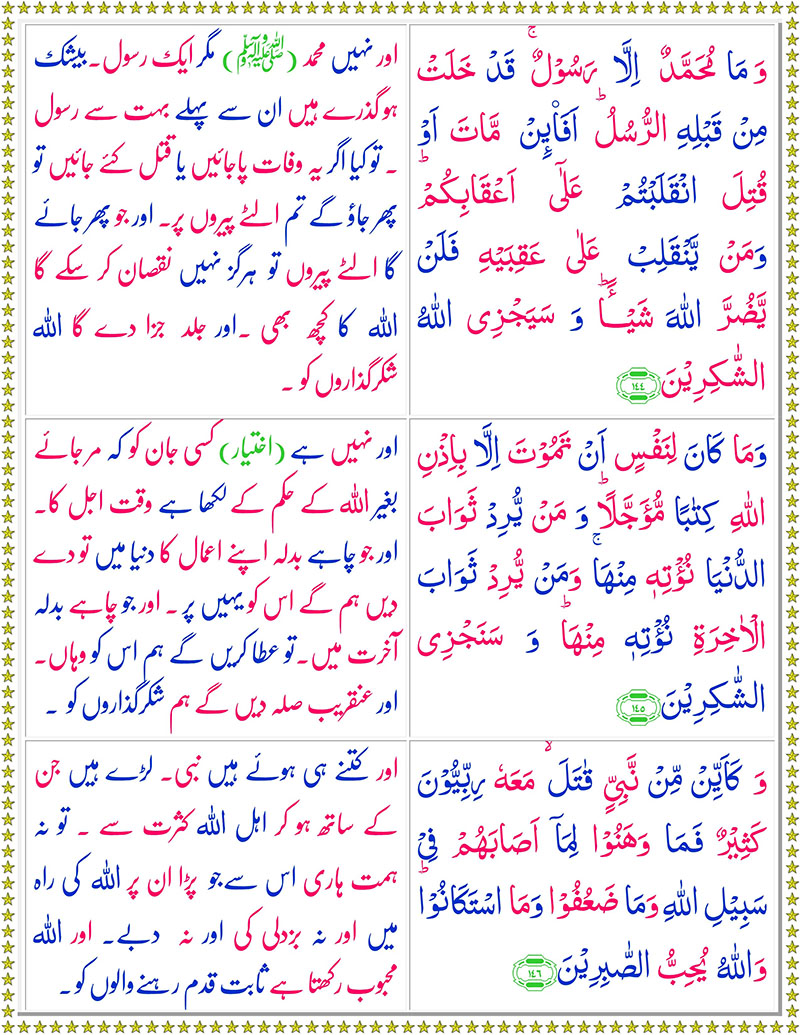 وَ مَا مُحَمَّدٌ اِلَّا رَسُوۡلٌ ۚ قَدۡ خَلَتۡ
مِنۡ قَبۡلِهِ الرُّسُلُ ؕ اَفَا۟ئِنۡ مَّاتَ اَوۡ
قُتِلَ انْقَلَبْتُمۡ عَلٰٓى اَعۡقَابِكُمۡ ؕ
وَمَنۡ يَّنۡقَلِبۡ عَلٰى عَقِبَيۡهِ فَلَنۡ
يَّضُرَّ اللّٰهَ شَيۡـــًٔا ؕ وَ سَيَجۡزِى اللّٰهُ
الشّٰكِرِيۡنَ ﴿۱۴۴﴾
اور نہیں محمد (ﷺ) مگر ایک رسول۔ بیشک
ہوگذرے ہیں ان سے پہلے بہت سے رسول
۔ تو کیا اگر یہ وفات پاجائیں یا قتل کئے جائیں تو
پھر جاؤ گے تم الٹے پیروں پر۔ اور جو پھر جائے
گا الٹے پیروں تو ہرگز نہیں نقصان کر سکے گا
اللہ کا کچھ بھی ۔اور جلد جزا دے گا اللہ
شکرگذاروں کو ۔
وَمَا كَانَ لِنَفۡسٍ اَنۡ تَمُوۡتَ اِلَّا بِاِذۡنِ
اللّٰهِ كِتٰبًا مُّؤَجَّلًا ؕ وَ مَنۡ يُّرِدۡ ثَوَابَ
الدُّنۡيَا نُؤۡتِهٖ مِنۡهَا ۚ وَمَنۡ يُّرِدۡ ثَوَابَ
الۡاٰخِرَةِ نُؤۡتِهٖ مِنۡهَا ؕ وَ سَنَجۡزِى
الشّٰكِرِيۡنَ ﴿۱۴۵﴾
اور نہیں ہے (اختیار) کسی جان کو کہ مرجائے
بغیر اللہ کے حکم کے لکھا ہے وقت اجل کا۔
اور جو چاہے بدلہ اپنے اعمال کا دنیا میں تو دے
دیں ہم گے اس کو یہیں پر ۔ اور جو چاہے بدلہ
آخرت میں۔تو عطا کریں گے ہم اس کو وہاں۔
اور عنقریب صلہ دیں گے ہم شکرگذاروں کو ۔
وَ كَاَيِّنۡ مِّنۡ نَّبِىٍّ قٰتَلَ ۙ مَعَهٗ رِبِّيُّوۡنَ
كَثِيۡرٌ ۚ فَمَا وَهَنُوۡا لِمَاۤ اَصَابَهُمۡ فِىۡ
سَبِيۡلِ اللّٰهِ وَمَا ضَعُفُوۡا وَمَا اسۡتَكَانُوۡا ؕ
وَاللّٰهُ يُحِبُّ الصّٰبِرِيۡنَ ﴿۱۴۶﴾
اور کتنے ہی ہوئے ہیں نبی۔ لڑے ہیں جن
کے ساتھ ہو کر اہل اللہ کثرت سے ۔ تو نہ
ہمت ہاری اس سے جو پڑا ان پر اللہ کی راہ
میں اور نہ بزدلی کی اور نہ دبے۔ اور اللہ
محبوب رکھتا ہے ثابت قدم رہنے والوں کو ۔